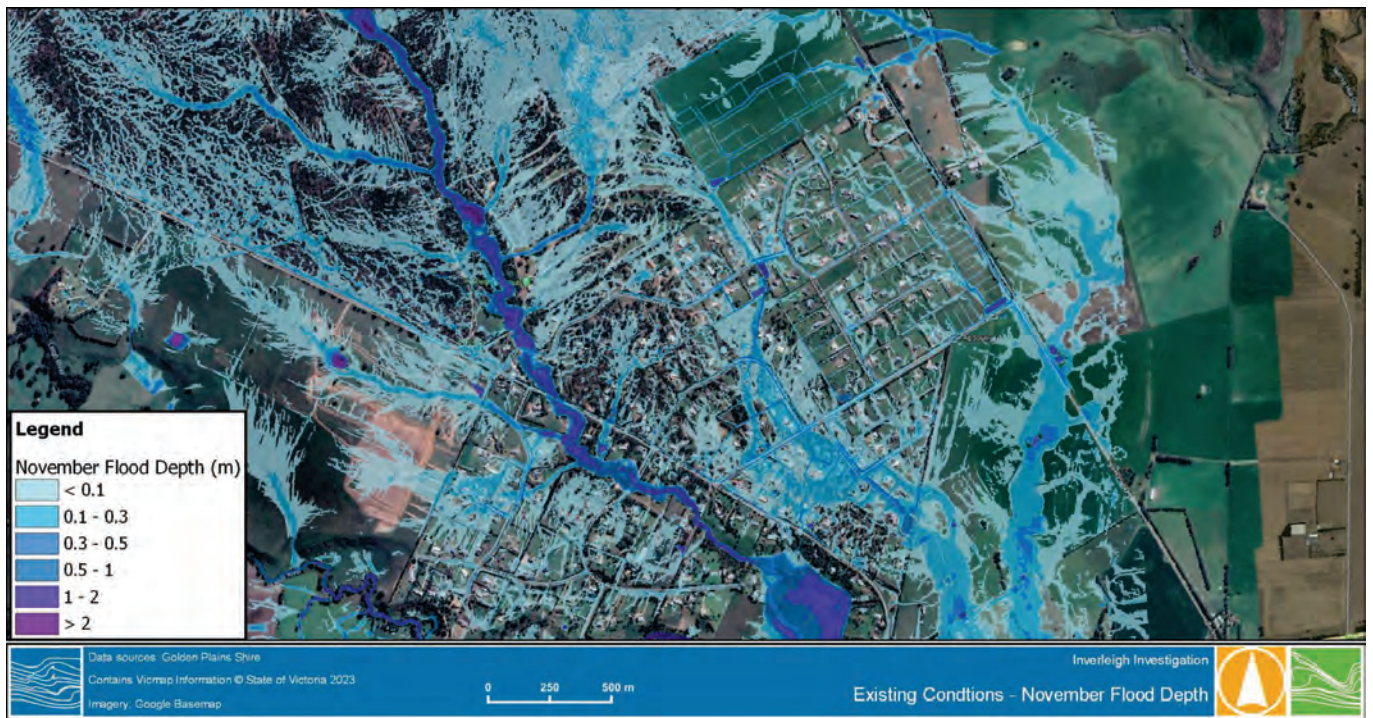 Legend
November Flood Depth (m)
< 0.1
0.1 - 0.3
0.3 - 0.5
0.5 - 1
1 - 2
> 2
Data sources: Golden Plains Shire
Contains Vicmap Information © State of Victoria 2023
Imagery: Google Basemap
0 250 500 m
Inverleigh Investigation
Existing Condtions - November Flood Depth